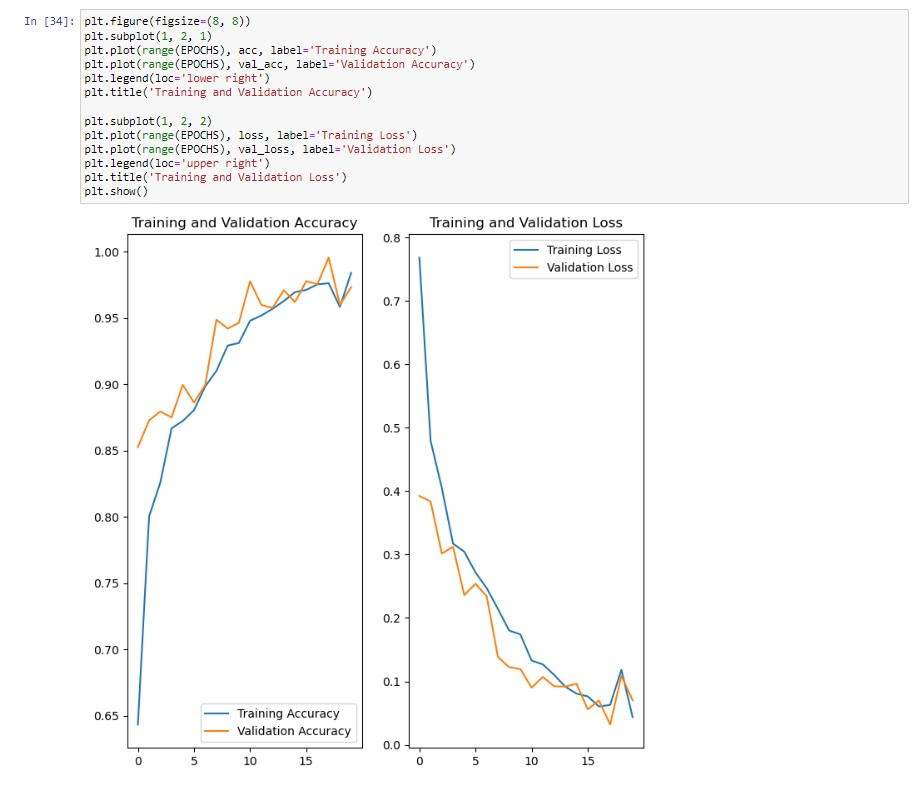 In [34]:
plt.figure(figsize=(8, 8))
plt.subplot(1, 2, 1)
plt.plot(range(EPOCHS), acc, label='Training Accuracy')
plt.plot(range(EPOCHS), val_acc, label='Validation Accuracy')
plt.legend(loc='lower right')
plt.title('Training and Validation Accuracy')
plt.subplot(1, 2, 2)
plt.plot(range(EPOCHS), loss, label='Training Loss')
plt.plot(range(EPOCHS), val_loss, label='Validation Loss')
plt.legend(loc='upper right')
plt.title('Training and Validation Loss')
plt.show()
Training and Validation Accuracy
1.00
0.95
0.90
0.85
0.80
0.75
0.70
0.65
Training Accuracy
Validation Accuracy
0 5 10 15
Training and Validation Loss
0.8
0.7
0.6
0.5
0.4
0.3
0.2
0.1
0.0
Training Loss
Validation Loss
0 5 10 15